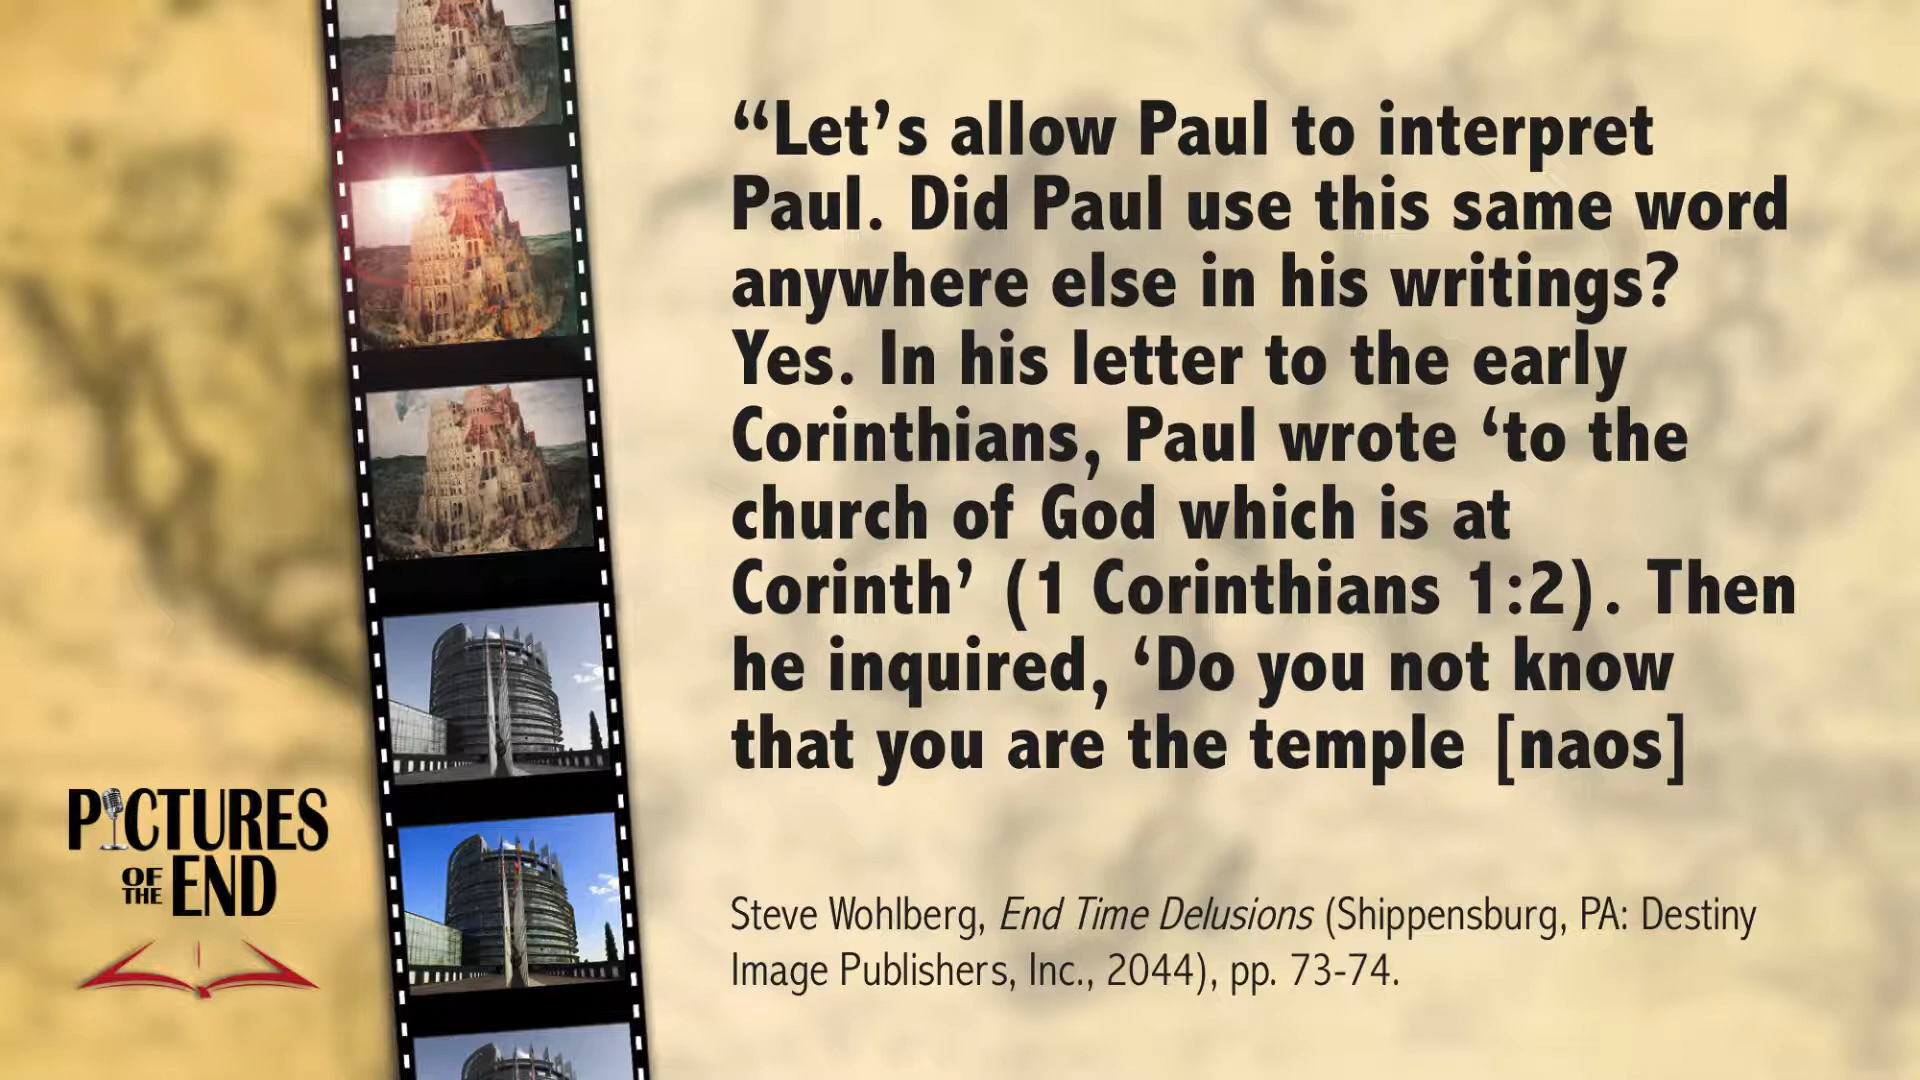 “Let’s allow Paul to interpret
Paul. Did Paul use this same word
anywhere else in his writings?
Yes. In his letter to the early
Corinthians, Paul wrote ‘to the
church of God which is at
Corinth’ (1 Corinthians 1:2). Then
he inquired, ‘Do you not know
that you are the temple [naos]
Steve Wohlberg, End Time Delusions (Shippensburg, PA: Destiny
Image Publishers, Inc., 2044), pp. 73-74.
PICTURES
OF THE END